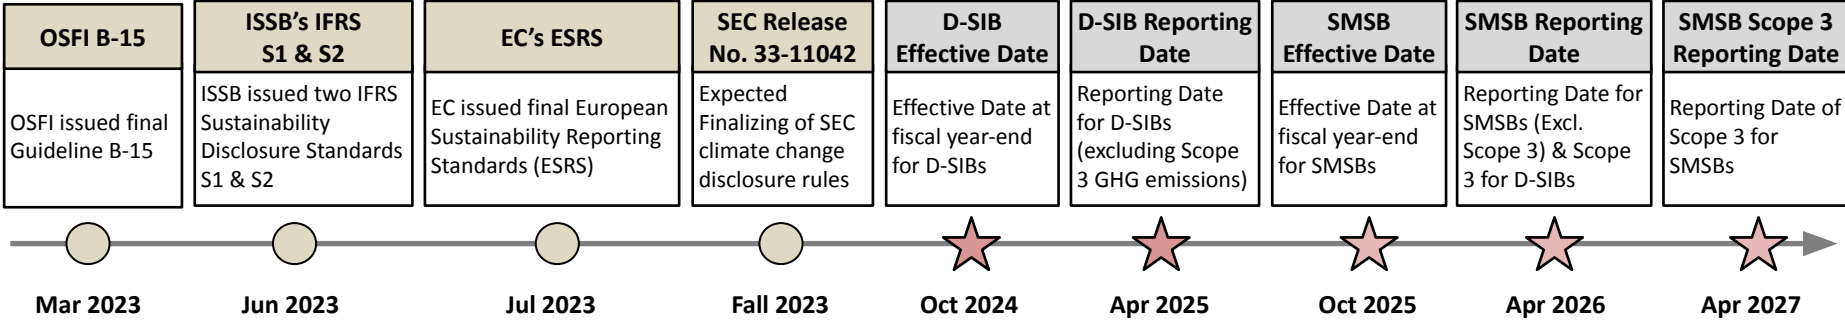 OSFI B-15
OSFI issued final
Guideline B-15
Mar 2023
ISSB's IFRS
S1 & S2
ISSB issued two IFRS
Sustainability
Disclosure Standards
S1 & S2
Jun 2023
EC's ESRS
EC issued final European
Sustainability Reporting
Standards (ESRS)
Jul 2023
SEC Release
No. 33-11042
Expected
Finalizing of SEC
climate change
disclosure rules
Fall 2023
D-SIB
Effective Date
Effective Date at
fiscal year-end
for D-SIBs
Oct 2024
D-SIB Reporting
Date
Reporting Date
for D-SIBs
(excluding Scope
3 GHG emissions)
Apr 2025
SMSB
Effective Date
Effective Date at
fiscal year-end
for SMSBs
Oct 2025
SMSB Reporting
Date
Reporting Date for
SMSBs (Excl.
Scope 3) & Scope
3 for D-SIBs
Apr 2026
SMSB Scope 3
Reporting Date
Reporting Date of
Scope 3 for
SMSBs
Apr 2027